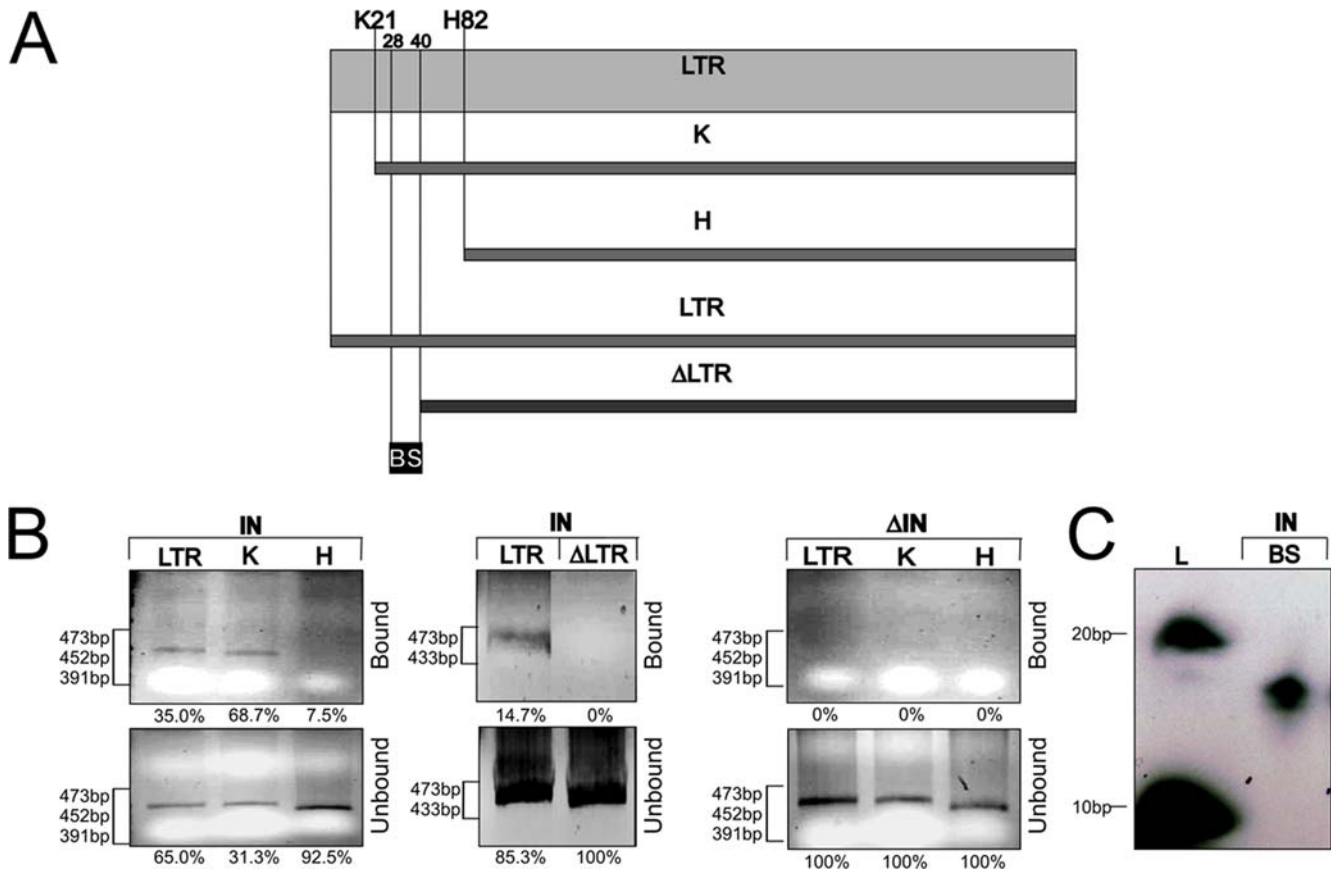 A
K21
28
40
H82
LTR
K
H
LTR
ΔLTR
BS
B
IN
LTR K H
473bp
452bp
391bp
Bound
35.0% 68.7% 7.5%
473bp
452bp
391bp
Unbound
65.0% 31.3% 92.5%
IN
LTR ΔLTR
473bp
433bp
Bound
14.7% 0%
473bp
433bp
Unbound
85.3% 100%
ΔIN
LTR K H
473bp
452bp
391bp
Bound
0% 0% 0%
473bp
452bp
391bp
Unbound
100% 100% 100%
C
IN
L BS
20bp
10bp